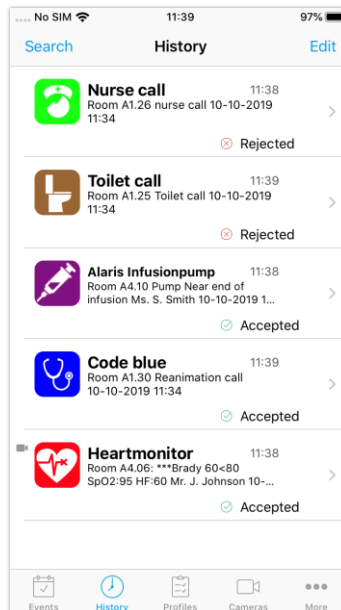 No SIM 11:39 97%
Search History Edit
Nurse call 11:38
Room A1.26 nurse call 10-10-2019
11:34
Rejected
Toilet call 11:39
Room A1.25 Toilet call 10-10-2019
11:34
Rejected
Alaris Infusionpump 11:38
Room A4.10 Pump Near end of
infusion Ms. S. Smith 10-10-2019 1...
Accepted
Code blue 11:39
Room A1.30 Reanimation call
10-10-2019 11:34
Accepted
Heartmonitor 11:38
Room A4.06: ***Brady 60<80
SpO2:95 HF:60 Mr. J. Johnson 10-...
Accepted
Events History Profiles Cameras More